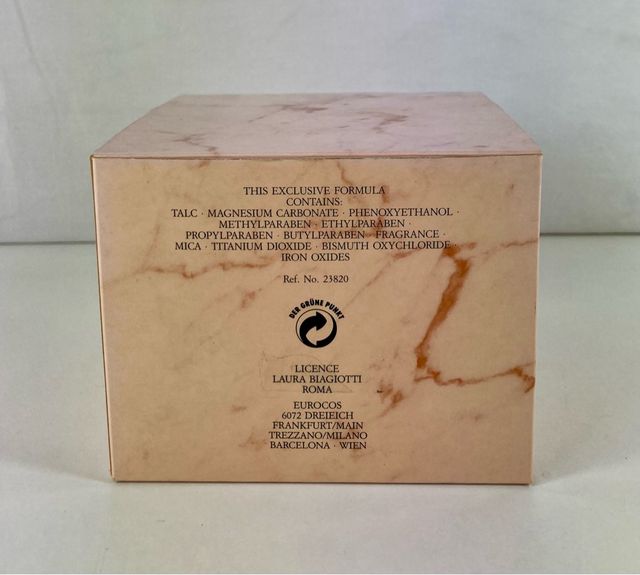 THIS EXCLUSIVE FORMULA
CONTAINS:
TALC · MAGNESIUM CARBONATE · PHENOXYETHANOL ·
METHYLPARABEN · ETHYLPARABEN ·
PROPYLPARABEN · BUTYLPARABEN · FRAGRANCE ·
MICA · TITANIUM DIOXIDE · BISMUTH OXYCHLORIDE ·
IRON OXIDES
Ref. No. 23820
DER GRÜNE PUNKT
LICENCE
LAURA BIAGIOTTI
ROMA
EUROCOS
6072 DREIEICH
FRANKFURT/MAIN
TREZZANO/MILANO
BARCELONA · WIEN